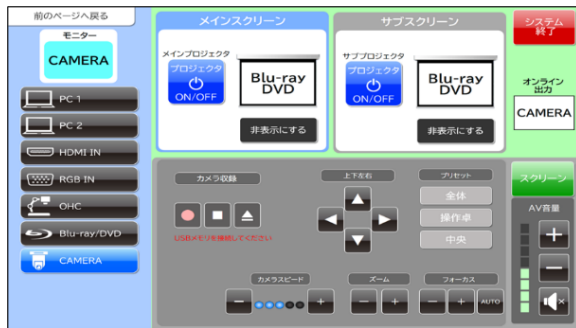 前のページへ戻る
モニター
CAMERA
PC 1
PC 2
HDMI IN
RGB IN
OHC
Blu-ray/DVD
CAMERA
メインスクリーン
メインプロジェクタ
プロジェクタ
ON/OFF
Blu-ray
DVD
非表示にする
サブスクリーン
サブプロジェクタ
プロジェクタ
ON/OFF
Blu-ray
DVD
非表示にする
システム
終了
オンライン
出力
CAMERA
カメラ収録
USBメモリを接続してください
上下左右
プリセット
全体
操作卓
中央
カメラスピード
ズーム
フォーカス
AUTO
スクリーン
AV音量